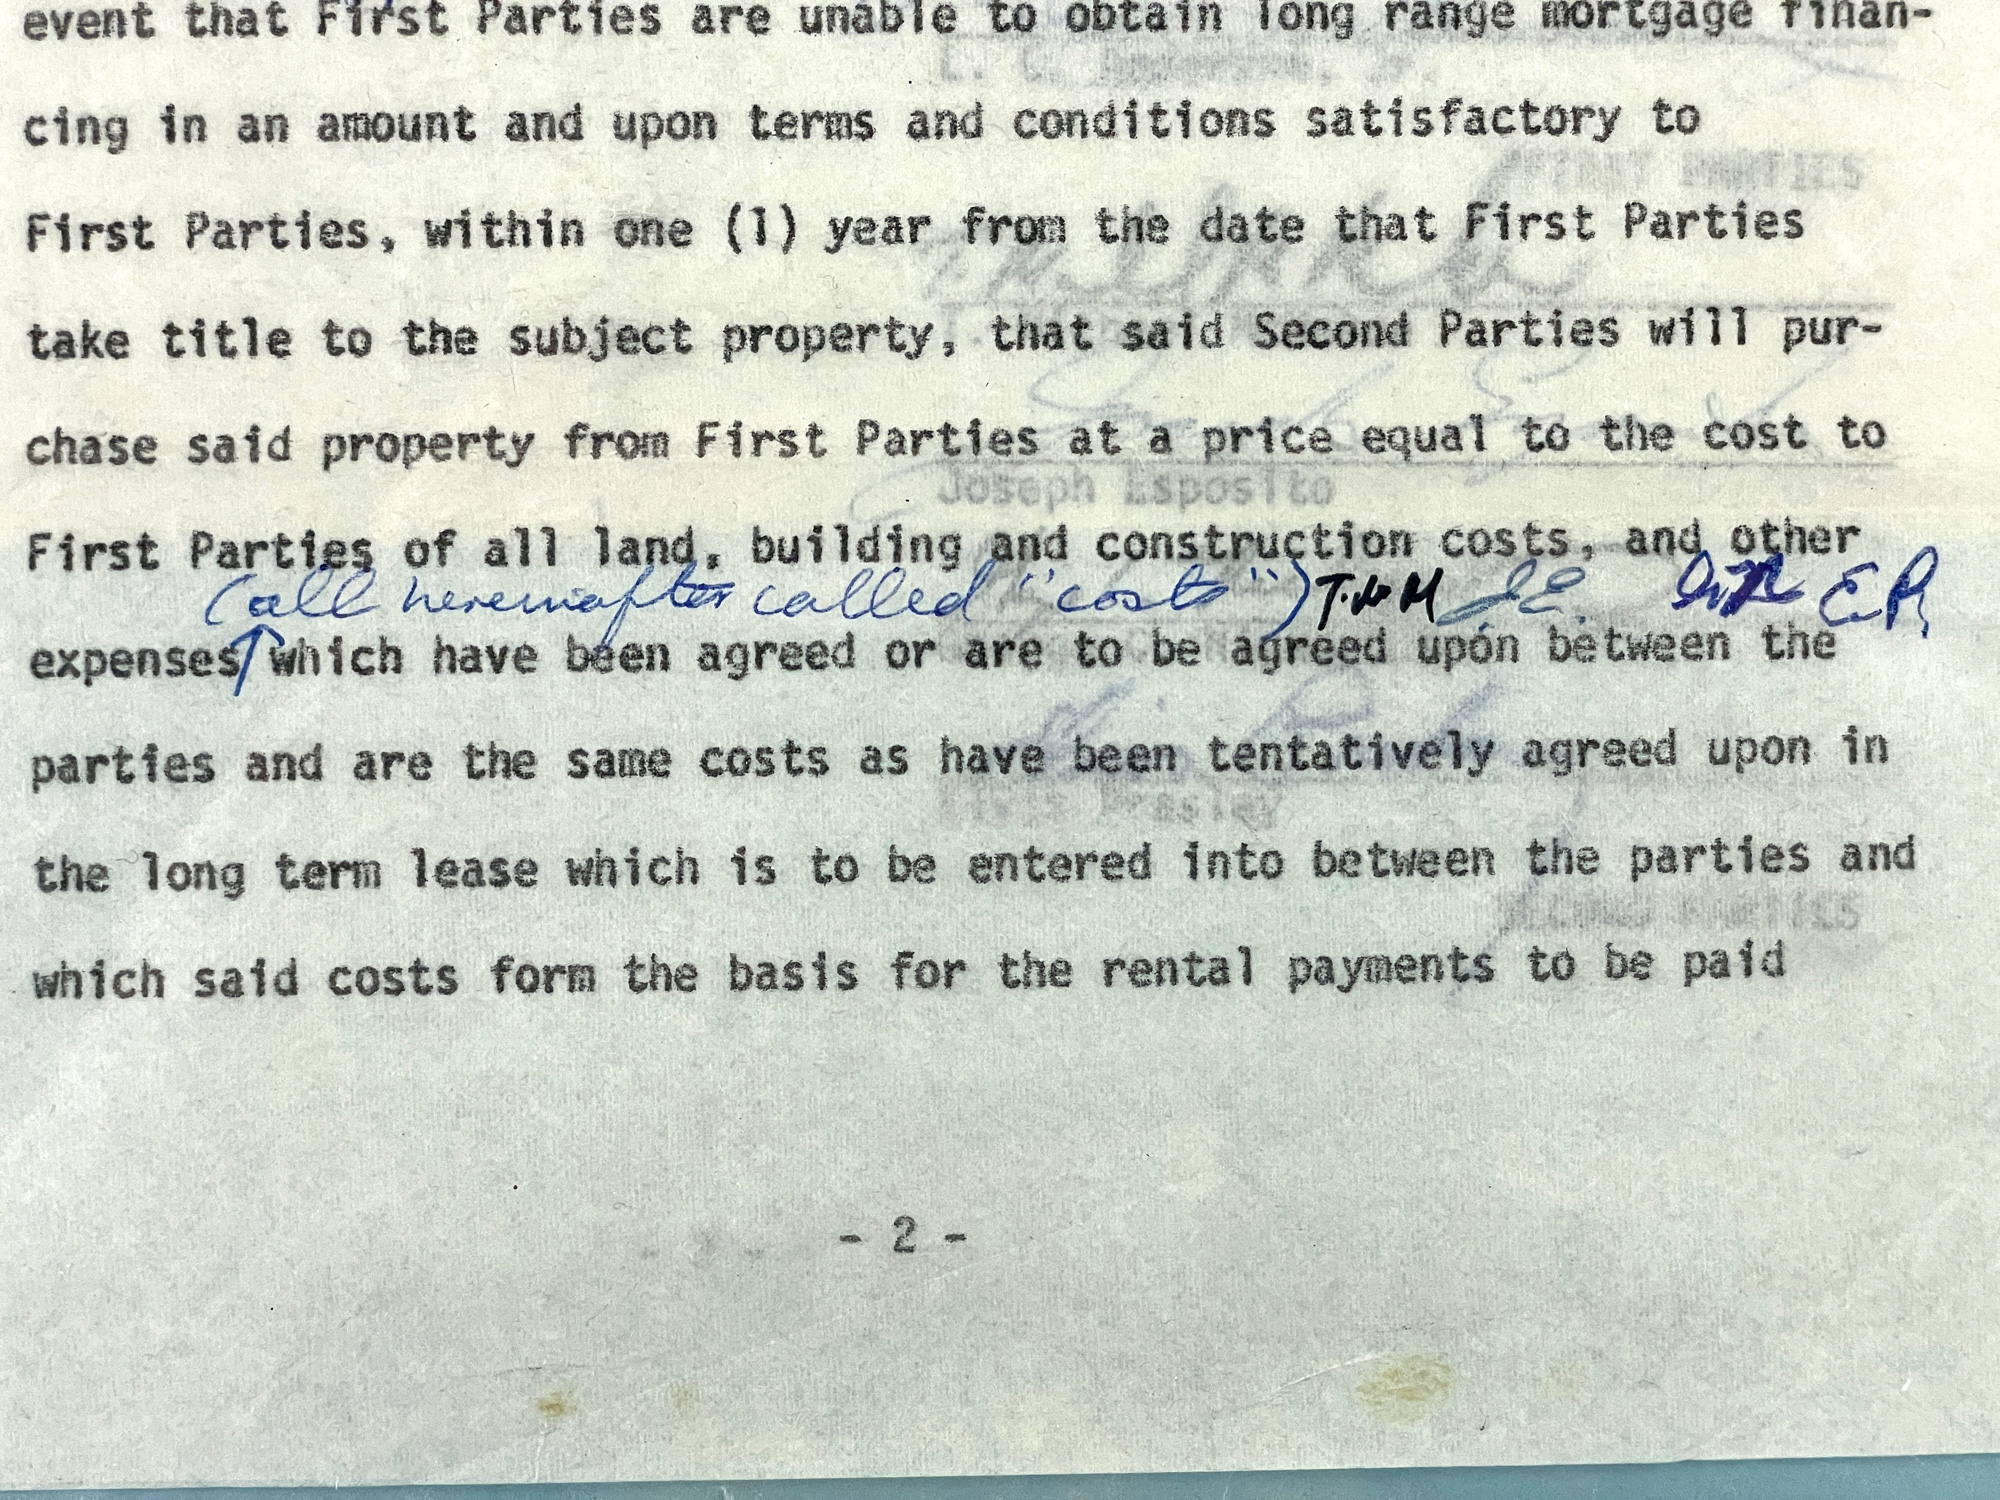 event that First Parties are unable to obtain long range mortgage finan-
cing in an amount and upon terms and conditions satisfactory to
FIRST PARTIES
First Parties, within one (1) year from the date that First Parties
take title to the subject property, that said Second Parties will pur-
chase said property from First Parties at a price equal to the cost to
Joseph Esposito
First Parties of all land, building and construction costs, and other
(all hereinafter called "costs") T.W.M J.E. E.P.
expenses which have been agreed or are to be agreed upon between the
parties and are the same costs as have been tentatively agreed upon in
Elvis Presley
the long term lease which is to be entered into between the parties and
SECOND PARTIES
which said costs form the basis for the rental payments to be paid
- 2 -